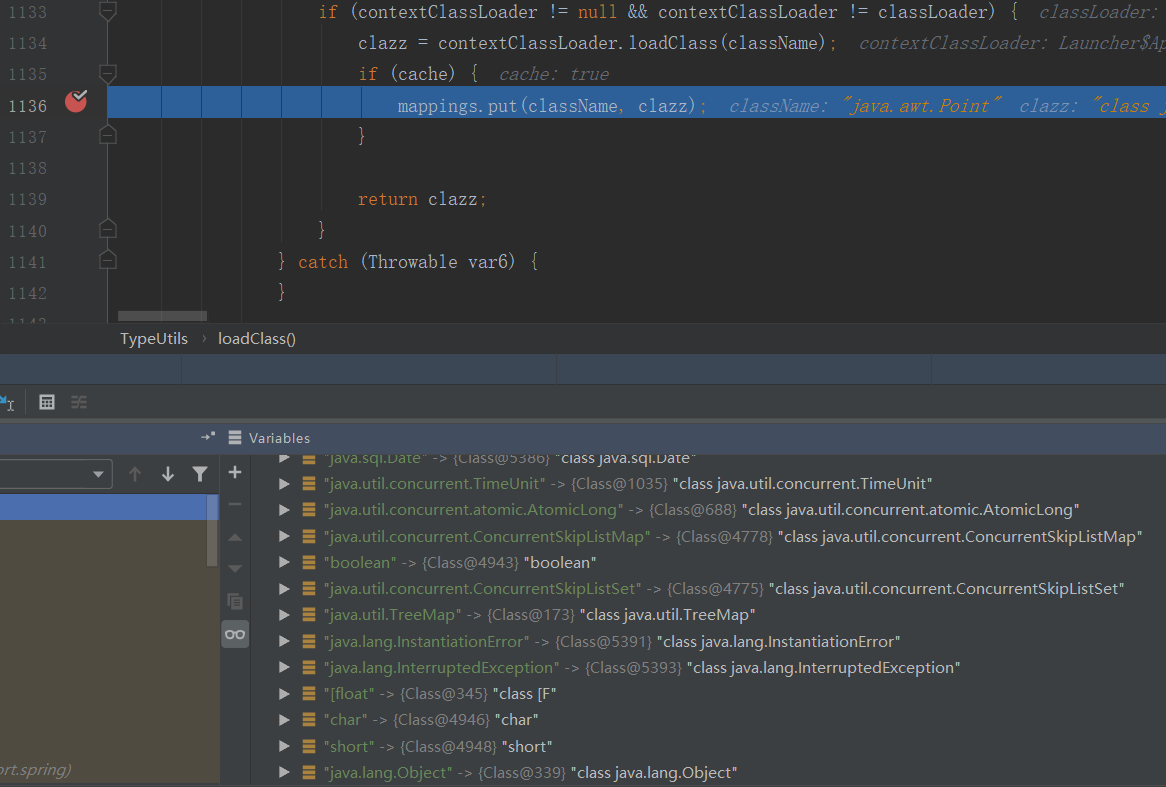 1133 if (contextClassLoader != null && contextClassLoader != classLoader) { classLoader:
1134 clazz = contextClassLoader.loadClass(className); contextClassLoader: Launcher$Ap
1135 if (cache) { cache: true
1136 mappings.put(className, clazz); className: "java.awt.Point" clazz: "class j
1137 }
1138
1139 return clazz;
1140 }
1141 } catch (Throwable var6) {
1142 }
TypeUtils › loadClass()
Variables
"java.sql.Date" -> {Class@5386} "class java.sql.Date"
"java.util.concurrent.TimeUnit" -> {Class@1035} "class java.util.concurrent.TimeUnit"
"java.util.concurrent.atomic.AtomicLong" -> {Class@688} "class java.util.concurrent.atomic.AtomicLong"
"java.util.concurrent.ConcurrentSkipListMap" -> {Class@4778} "class java.util.concurrent.ConcurrentSkipListMap"
"boolean" -> {Class@4943} "boolean"
"java.util.concurrent.ConcurrentSkipListSet" -> {Class@4775} "class java.util.concurrent.ConcurrentSkipListSet"
"java.util.TreeMap" -> {Class@173} "class java.util.TreeMap"
"java.lang.InstantiationError" -> {Class@5391} "class java.lang.InstantiationError"
"java.lang.InterruptedException" -> {Class@5393} "class java.lang.InterruptedException"
"[float" -> {Class@345} "class [F"
"char" -> {Class@4946} "char"
"short" -> {Class@4948} "short"
ort.spring)
"java.lang.Object" -> {Class@339} "class java.lang.Object"